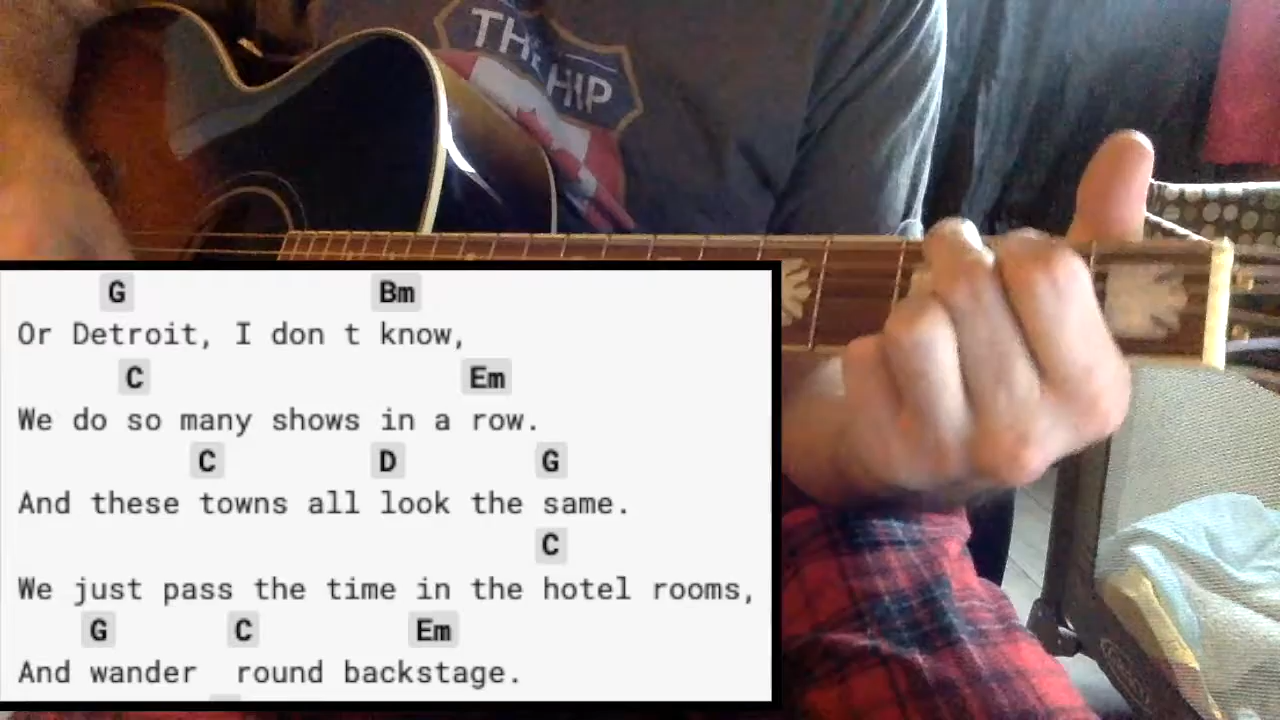 THE
HIP
G Bm
Or Detroit, I don t know,
C Em
We do so many shows in a row.
C D G
And these towns all look the same.
C
We just pass the time in the hotel rooms,
G C Em
And wander round backstage.